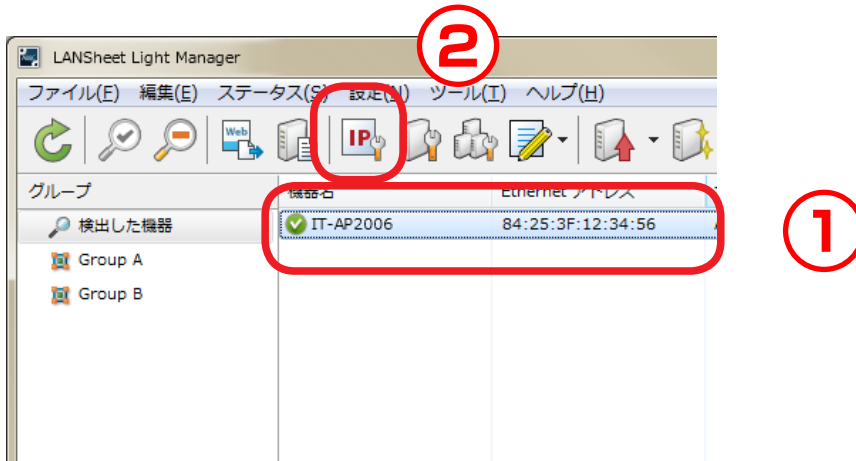 ②
LANSheet Light Manager
ファイル(F) 編集(E) ステータス(S) 設定(N) ツール(T) ヘルプ(H)
Web IP
グループ 機器名 Ethernet アドレス
検出した機器 IT-AP2006 84:25:3F:12:34:56
①
Group A
Group B